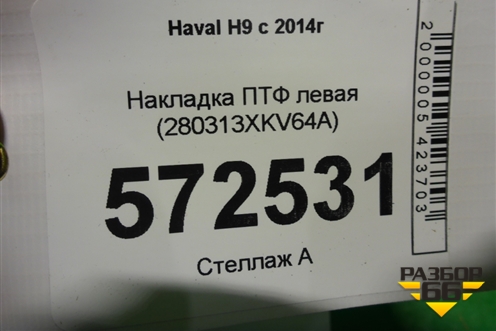 Haval H9 с 2014г
Накладка ПТФ левая
(280313XKV64A)
572531
Стеллаж А
2000005423703
РАЗБОР
66